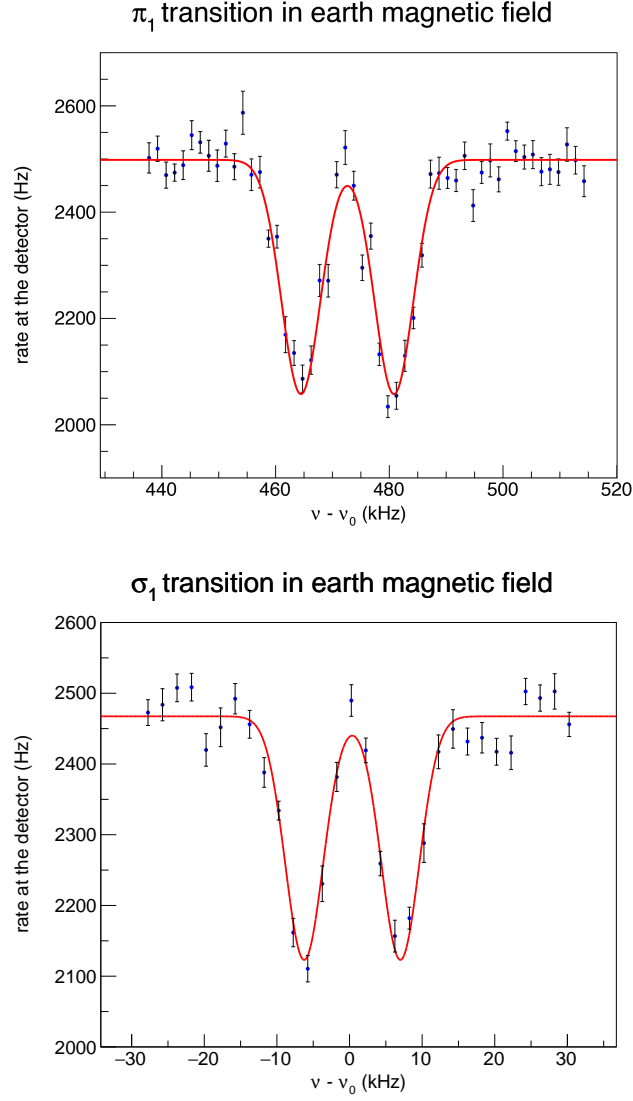 π₁ transition in earth magnetic field
rate at the detector (Hz)
2600
2400
2200
2000
440 460 480 500 520
ν - ν₀ (kHz)
σ₁ transition in earth magnetic field
rate at the detector (Hz)
2600
2500
2400
2300
2200
2100
2000
−30 −20 −10 0 10 20 30
ν - ν₀ (kHz)